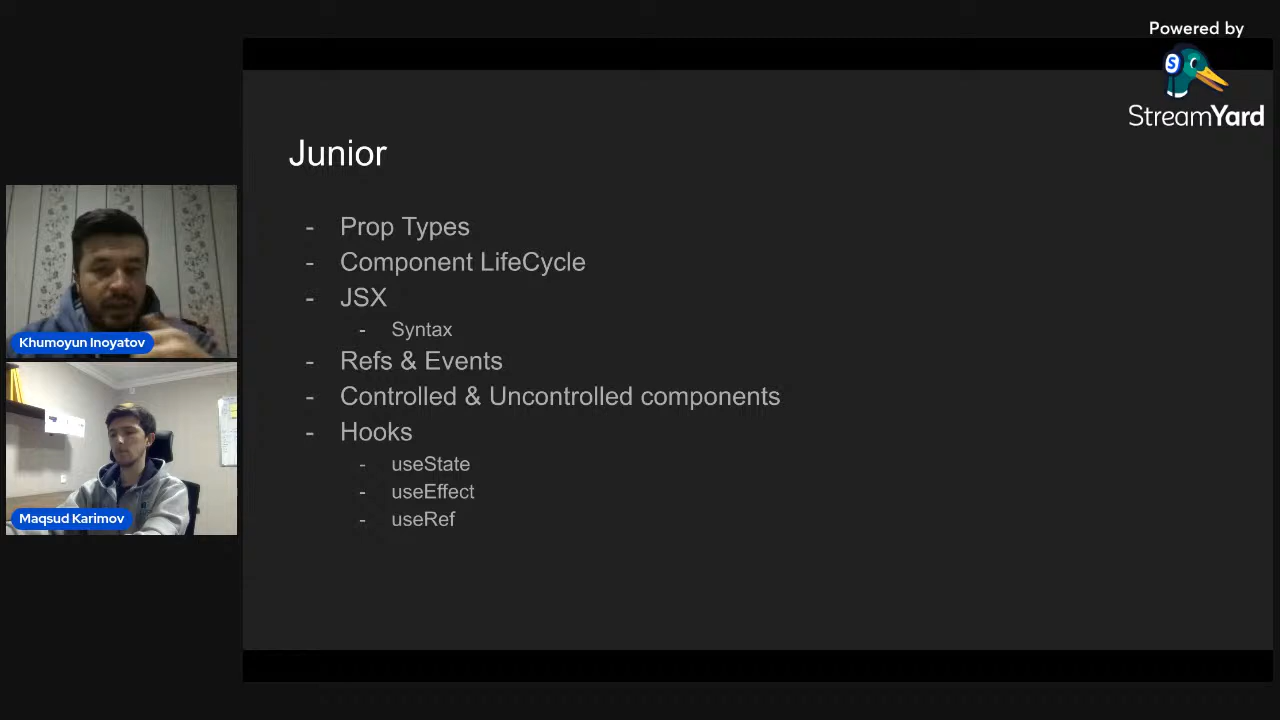 Powered by
StreamYard
Junior
- Prop Types
- Component LifeCycle
- JSX
- Syntax
- Refs & Events
- Controlled & Uncontrolled components
- Hooks
- useState
- useEffect
- useRef
Khumoyun Inoyatov
Maqsud Karimov